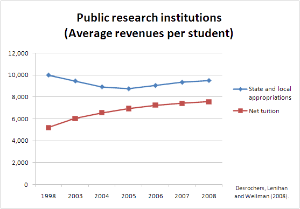 Public research institutions
(Average revenues per student)
12,000
10,000
8,000
6,000
4,000
2,000
0
1998 2003 2004 2005 2006 2007 2008
State and local
appropriations
Net tuition
Desrochers, Lenihan
and Wellman (2008).